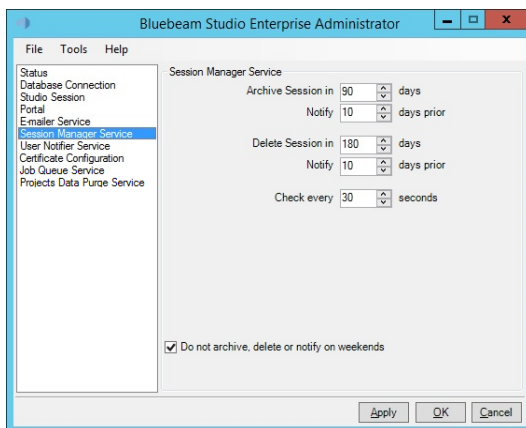 Bluebeam Studio Enterprise Administrator
File Tools Help
Status
Database Connection
Studio Session
Portal
E-mailer Service
Session Manager Service
User Notifier Service
Certificate Configuration
Job Queue Service
Projects Data Purge Service
Session Manager Service
Archive Session in 90 days
Notify 10 days prior
Delete Session in 180 days
Notify 10 days prior
Check every 30 seconds
Do not archive, delete or notify on weekends
Apply OK Cancel